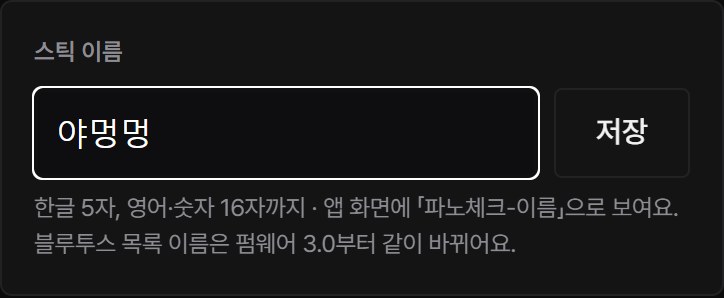 스틱 이름
야멍멍
저장
한글 5자, 영어·숫자 16자까지 · 앱 화면에 「파노체크-이름」으로 보여요.
블루투스 목록 이름은 펌웨어 3.0부터 같이 바뀌어요.